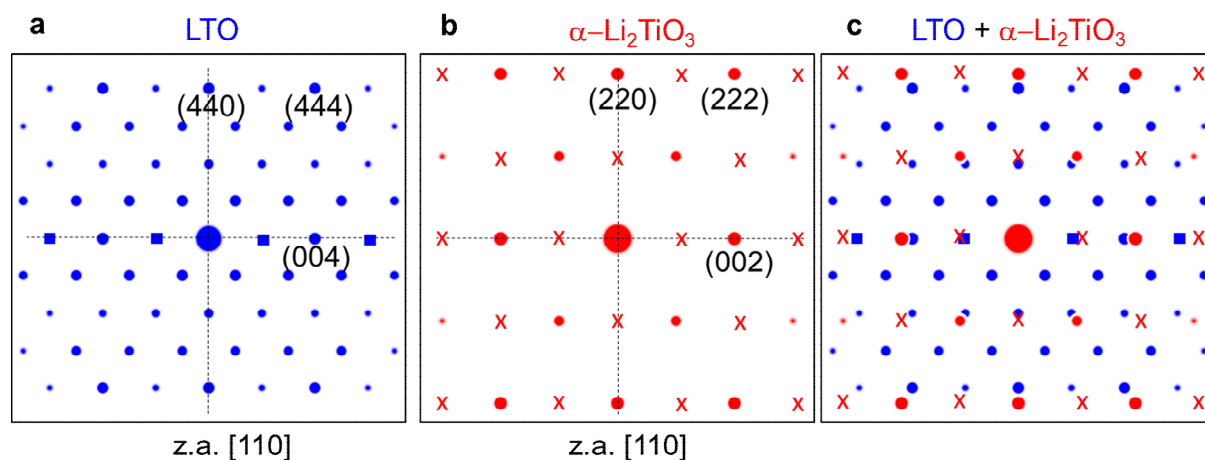 a LTO
b α–Li₂TiO₃
c LTO + α–Li₂TiO₃
(440) (444)
(004)
(220) (222)
(002)
z.a. [110]
z.a. [110]